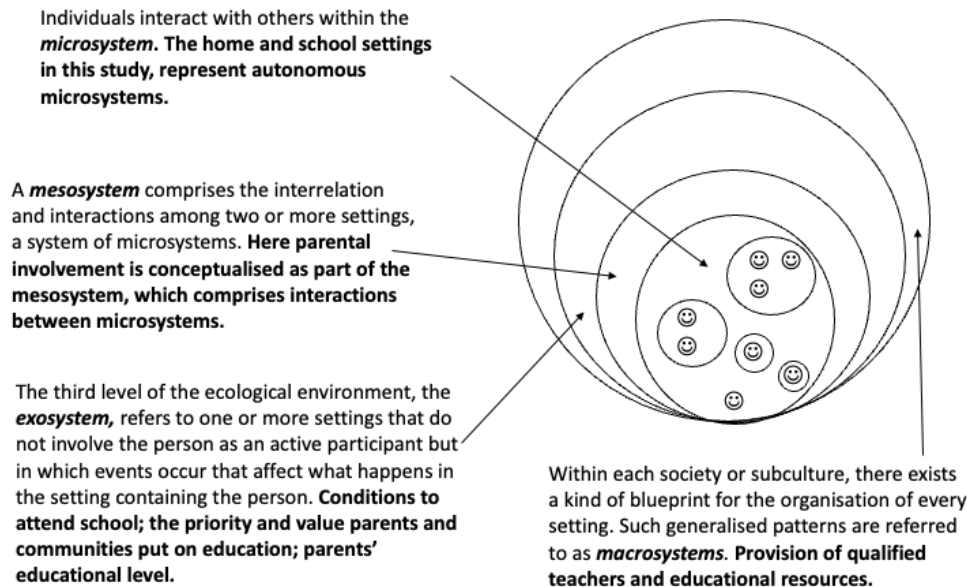 Individuals interact with others within the
microsystem. The home and school settings
in this study, represent autonomous
microsystems.
A mesosystem comprises the interrelation
and interactions among two or more settings,
a system of microsystems. Here parental
involvement is conceptualised as part of the
mesosystem, which comprises interactions
between microsystems.
The third level of the ecological environment, the
exosystem, refers to one or more settings that do
not involve the person as an active participant but
in which events occur that affect what happens in
the setting containing the person. Conditions to
attend school; the priority and value parents and
communities put on education; parents’
educational level.
Within each society or subculture, there exists
a kind of blueprint for the organisation of every
setting. Such generalised patterns are referred
to as macrosystems. Provision of qualified
teachers and educational resources.